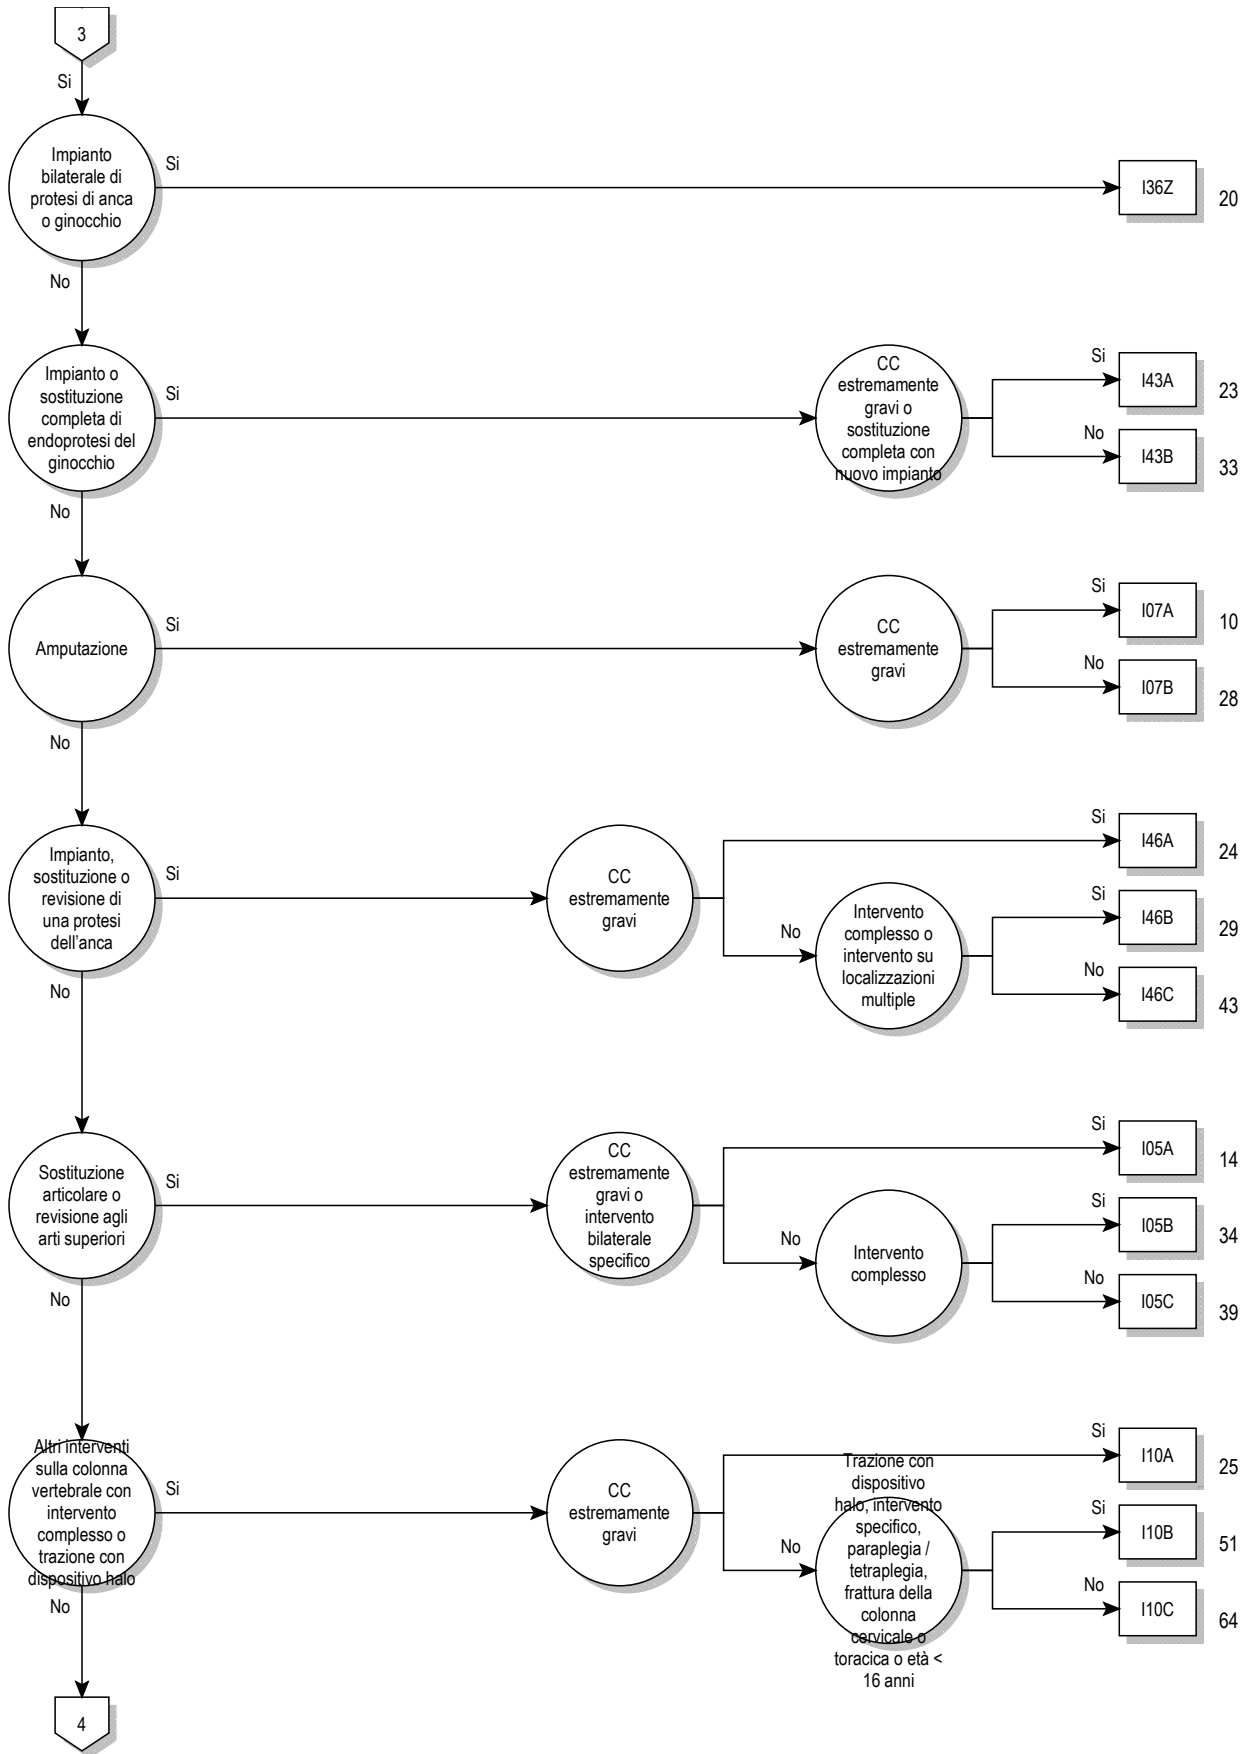 3
Si
Impianto
bilaterale di
protesi di anca
o ginocchio
Si
I36Z
20
No
Impianto o
sostituzione
completa di
endoprotesi del
ginocchio
Si
CC
estremamente
gravi o
sostituzione
completa con
nuovo impianto
Si
I43A
23
No
I43B
33
No
Amputazione
Si
CC
estremamente
gravi
Si
I07A
10
No
I07B
28
No
Impianto,
sostituzione o
revisione di
una protesi
dell'anca
Si
CC
estremamente
gravi
Si
I46A
24
No
Intervento
complesso o
intervento su
localizzazioni
multiple
Si
I46B
29
No
I46C
43
No
Sostituzione
articolare o
revisione agli
arti superiori
Si
CC
estremamente
gravi o
intervento
bilaterale
specifico
Si
I05A
14
No
Intervento
complesso
Si
I05B
34
No
I05C
39
No
Altri interventi
sulla colonna
vertebrale con
intervento
complesso o
trazione con
dispositivo halo
Si
CC
estremamente
gravi
Si
I10A
25
No
Trazione con
dispositivo
halo, intervento
specifico,
paraplegia /
tetraplegia,
frattura della
colonna
cervicale o
toracica o età <
16 anni
Si
I10B
51
No
I10C
64
No
4